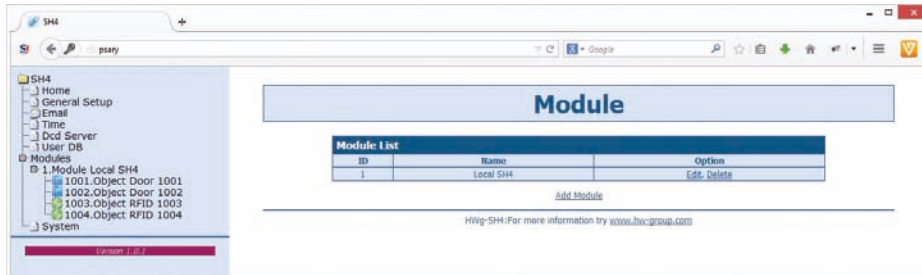 SH4
psary
Google
SH4
Home
General Setup
Email
Time
Dcd Server
User DB
Modules
1.Module Local SH4
1001.Object Door 1001
1002.Object Door 1002
1003.Object RFID 1003
1004.Object RFID 1004
System
Version 1.0.1
Module
Module List
ID Name Option
1 Local SH4 Edit, Delete
Add Module
HWg-SH4:For more information try www.hw-group.com